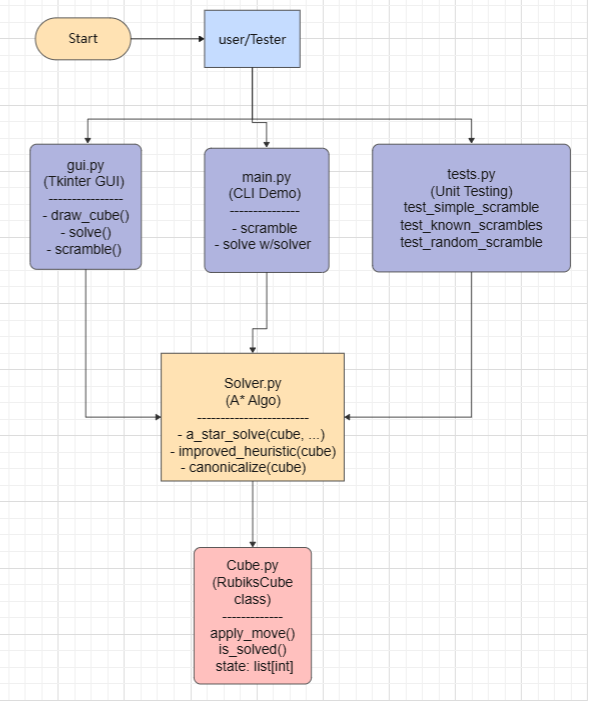 Start
user/Tester
gui.py
(Tkinter GUI)
----------------
- draw_cube()
- solve()
- scramble()
main.py
(CLI Demo)
---------------
- scramble
- solve w/solver
tests.py
(Unit Testing)
test_simple_scramble
test_known_scrambles
test_random_scramble
Solver.py
(A* Algo)
------------------------
- a_star_solve(cube, ...)
- improved_heuristic(cube)
- canonicalize(cube)
Cube.py
(RubiksCube
class)
-------------
apply_move()
is_solved()
state: list[int]